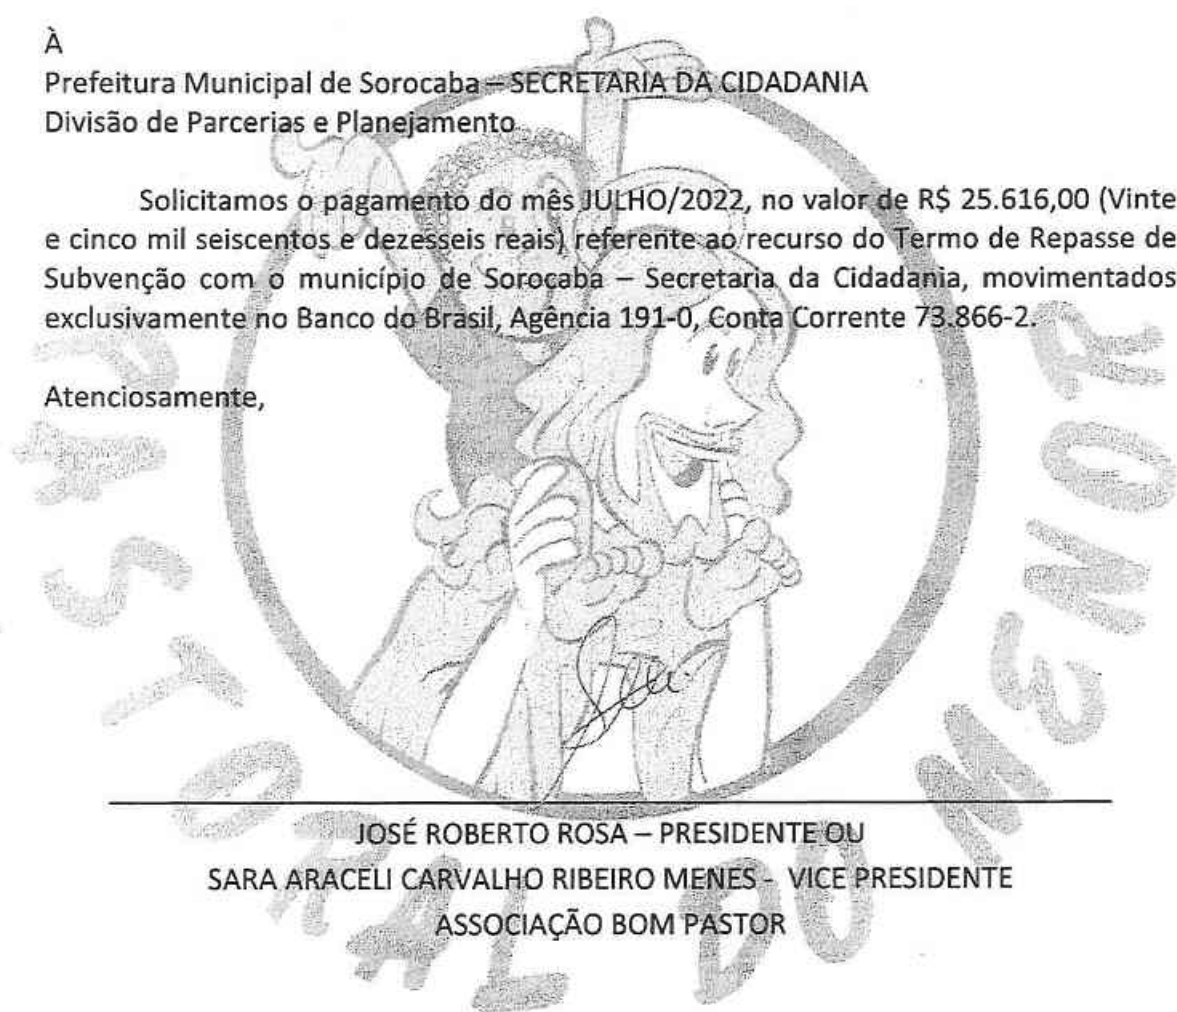 À
Prefeitura Municipal de Sorocaba – SECRETARIA DA CIDADANIA
Divisão de Parcerias e Planejamento
Solicitamos o pagamento do mês JULHO/2022, no valor de R$ 25.616,00 (Vinte
e cinco mil seiscentos e dezesseis reais) referente ao recurso do Termo de Repasse de
Subvenção com o município de Sorocaba – Secretaria da Cidadania, movimentados
exclusivamente no Banco do Brasil, Agência 191-0, Conta Corrente 73.866-2.
Atenciosamente,
JOSÉ ROBERTO ROSA – PRESIDENTE OU
SARA ARACELI CARVALHO RIBEIRO MENES - VICE PRESIDENTE
ASSOCIAÇÃO BOM PASTOR
PASTORAL DO MENOR